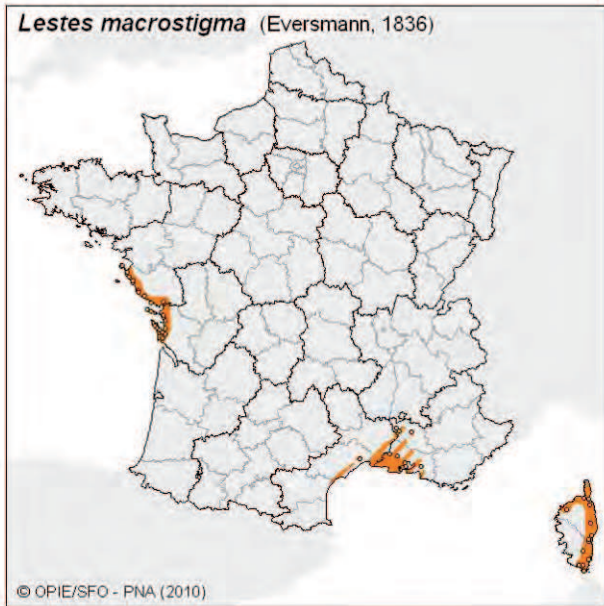 Lestes macrostigma (Eversmann, 1836)
© OPIE/SFO - PNA (2010)